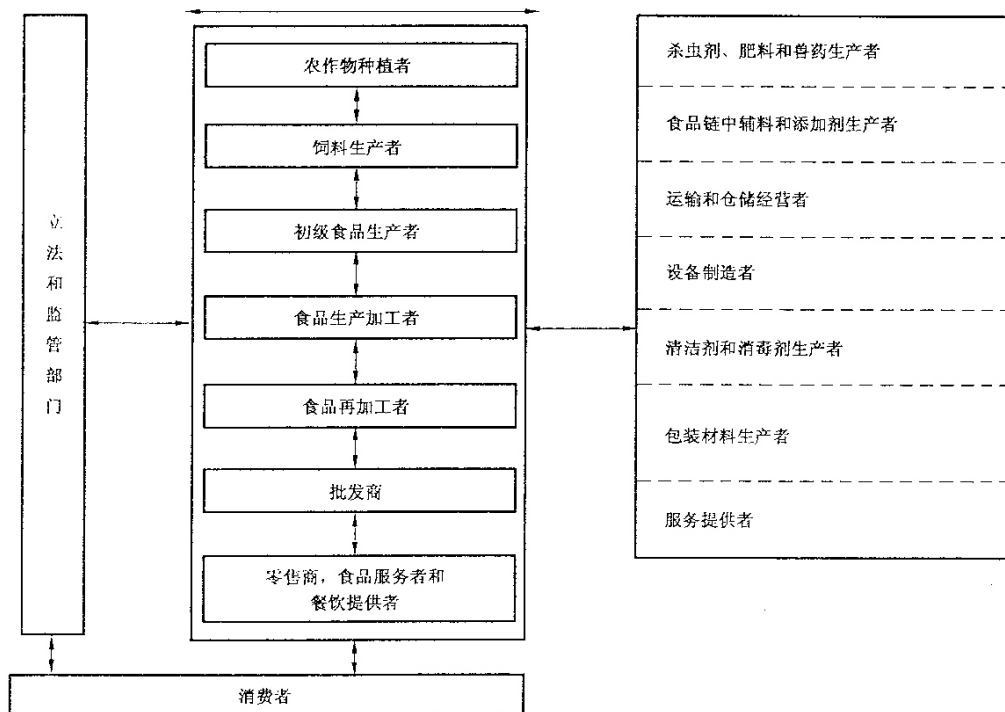 立法和监管部门
农作物种植者
饲料生产者
初级食品生产者
食品生产加工者
食品再加工者
批发商
零售商，食品服务者和
餐饮提供者
消费者
杀虫剂、肥料和兽药生产者
食品链中辅料和添加剂生产者
运输和仓储经营者
设备制造者
清洁剂和消毒剂生产者
包装材料生产者
服务提供者